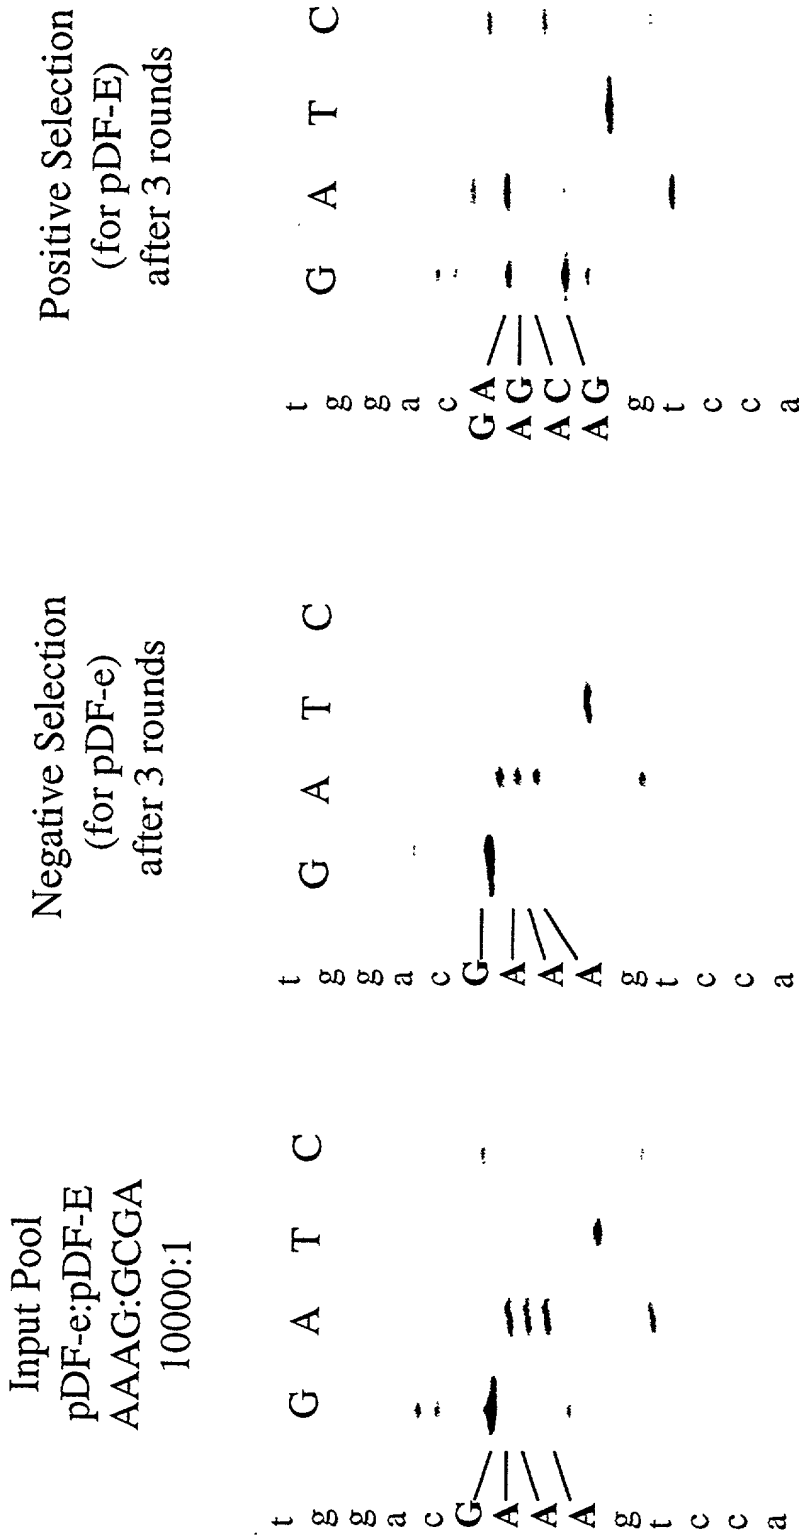 Input Pool
pDF-e:pDF-E
AAAG:GCGA
10000:1
G A T C
t
g
g
a
c
G
A
A
A
g
t
c
c
a
Negative Selection
(for pDF-e)
after 3 rounds
G A T C
t
g
g
a
c
G
A
A
A
g
t
c
c
a
Positive Selection
(for pDF-E)
after 3 rounds
G A T C
t
g
g
a
c
G A
A G
A C
A G
g
t
c
c
a